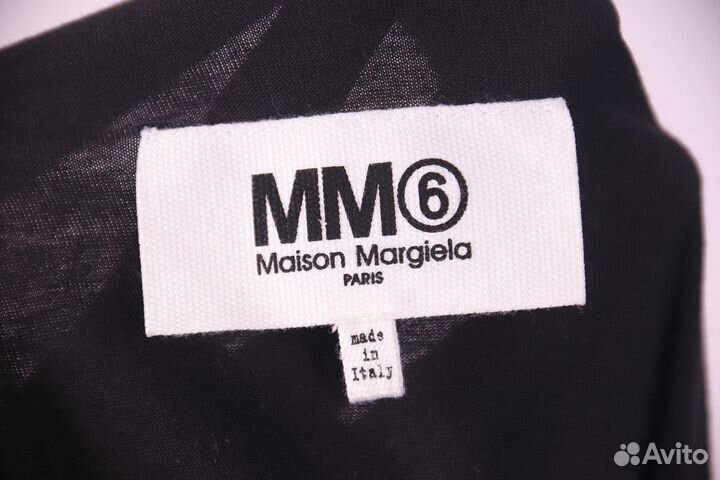 MM⑥
Maison Margiela
PARIS
made
in
Italy
Avito